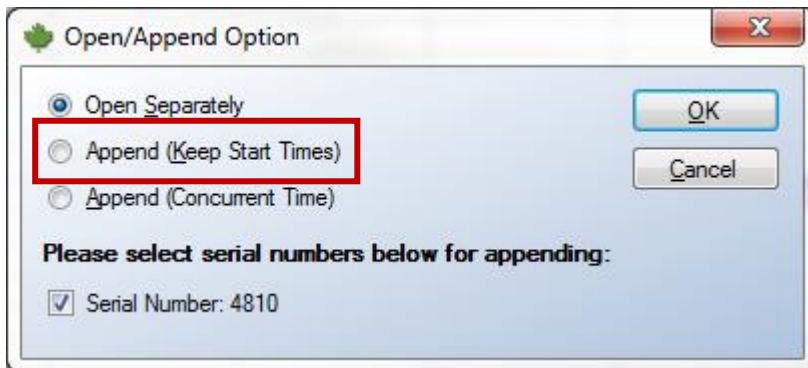 Open/Append Option
Open Separately
OK
Append (Keep Start Times)
Cancel
Append (Concurrent Time)
Please select serial numbers below for appending:
Serial Number: 4810